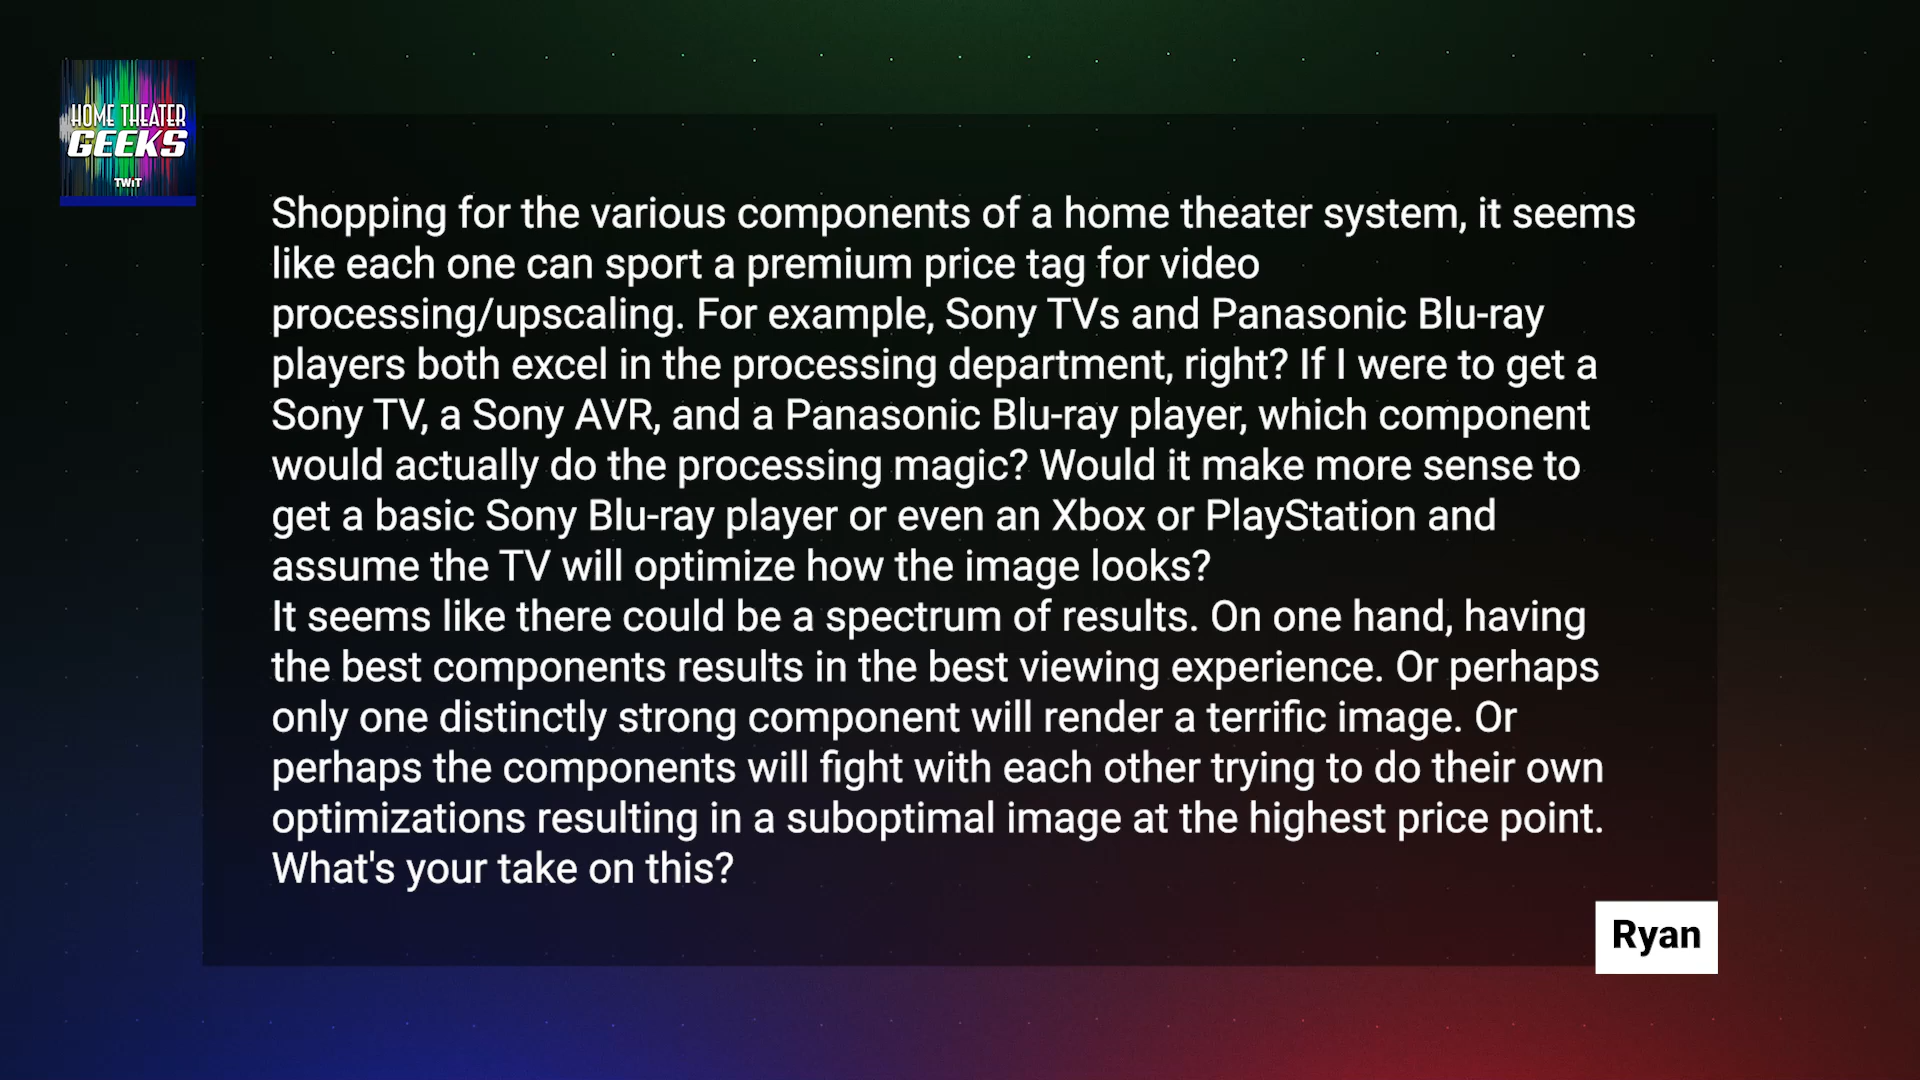 HOME THEATER
GEEKS
TWiT
Shopping for the various components of a home theater system, it seems
like each one can sport a premium price tag for video
processing/upscaling. For example, Sony TVs and Panasonic Blu-ray
players both excel in the processing department, right? If I were to get a
Sony TV, a Sony AVR, and a Panasonic Blu-ray player, which component
would actually do the processing magic? Would it make more sense to
get a basic Sony Blu-ray player or even an Xbox or PlayStation and
assume the TV will optimize how the image looks?
It seems like there could be a spectrum of results. On one hand, having
the best components results in the best viewing experience. Or perhaps
only one distinctly strong component will render a terrific image. Or
perhaps the components will fight with each other trying to do their own
optimizations resulting in a suboptimal image at the highest price point.
What's your take on this?
Ryan